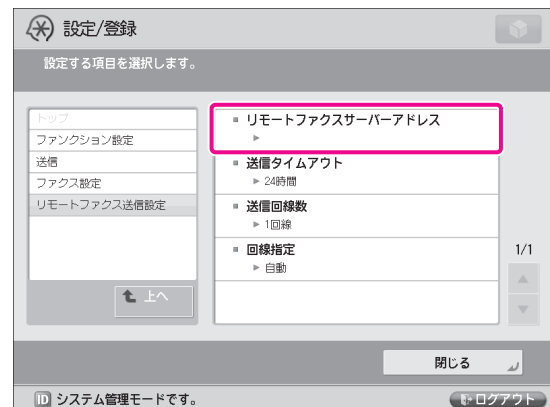 設定/登録
設定する項目を選択します。
トップ
ファンクション設定
送信
ファクス設定
リモートファクス送信設定
上へ
リモートファクスサーバーアドレス
送信タイムアウト
24時間
送信回線数
1回線
回線指定
自動
1/1
閉じる
ID システム管理モードです。
ログアウト